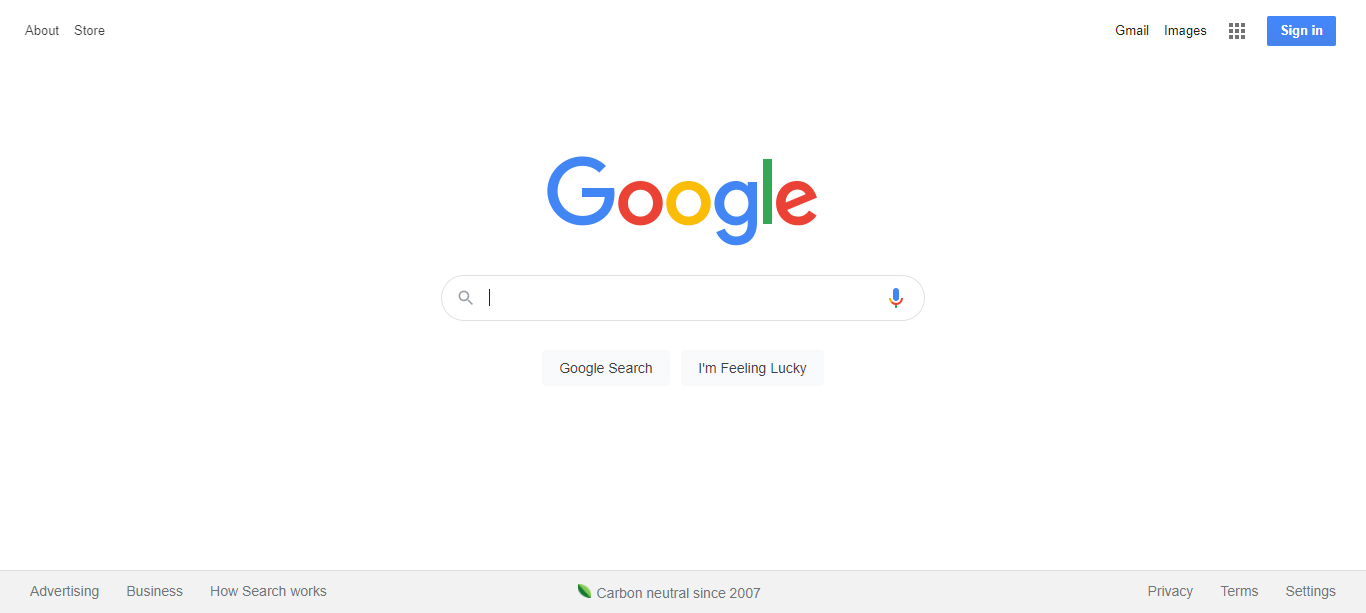 About Store Gmail Images Sign in
Google
Google Search I'm Feeling Lucky
Advertising Business How Search works Carbon neutral since 2007 Privacy Terms Settings